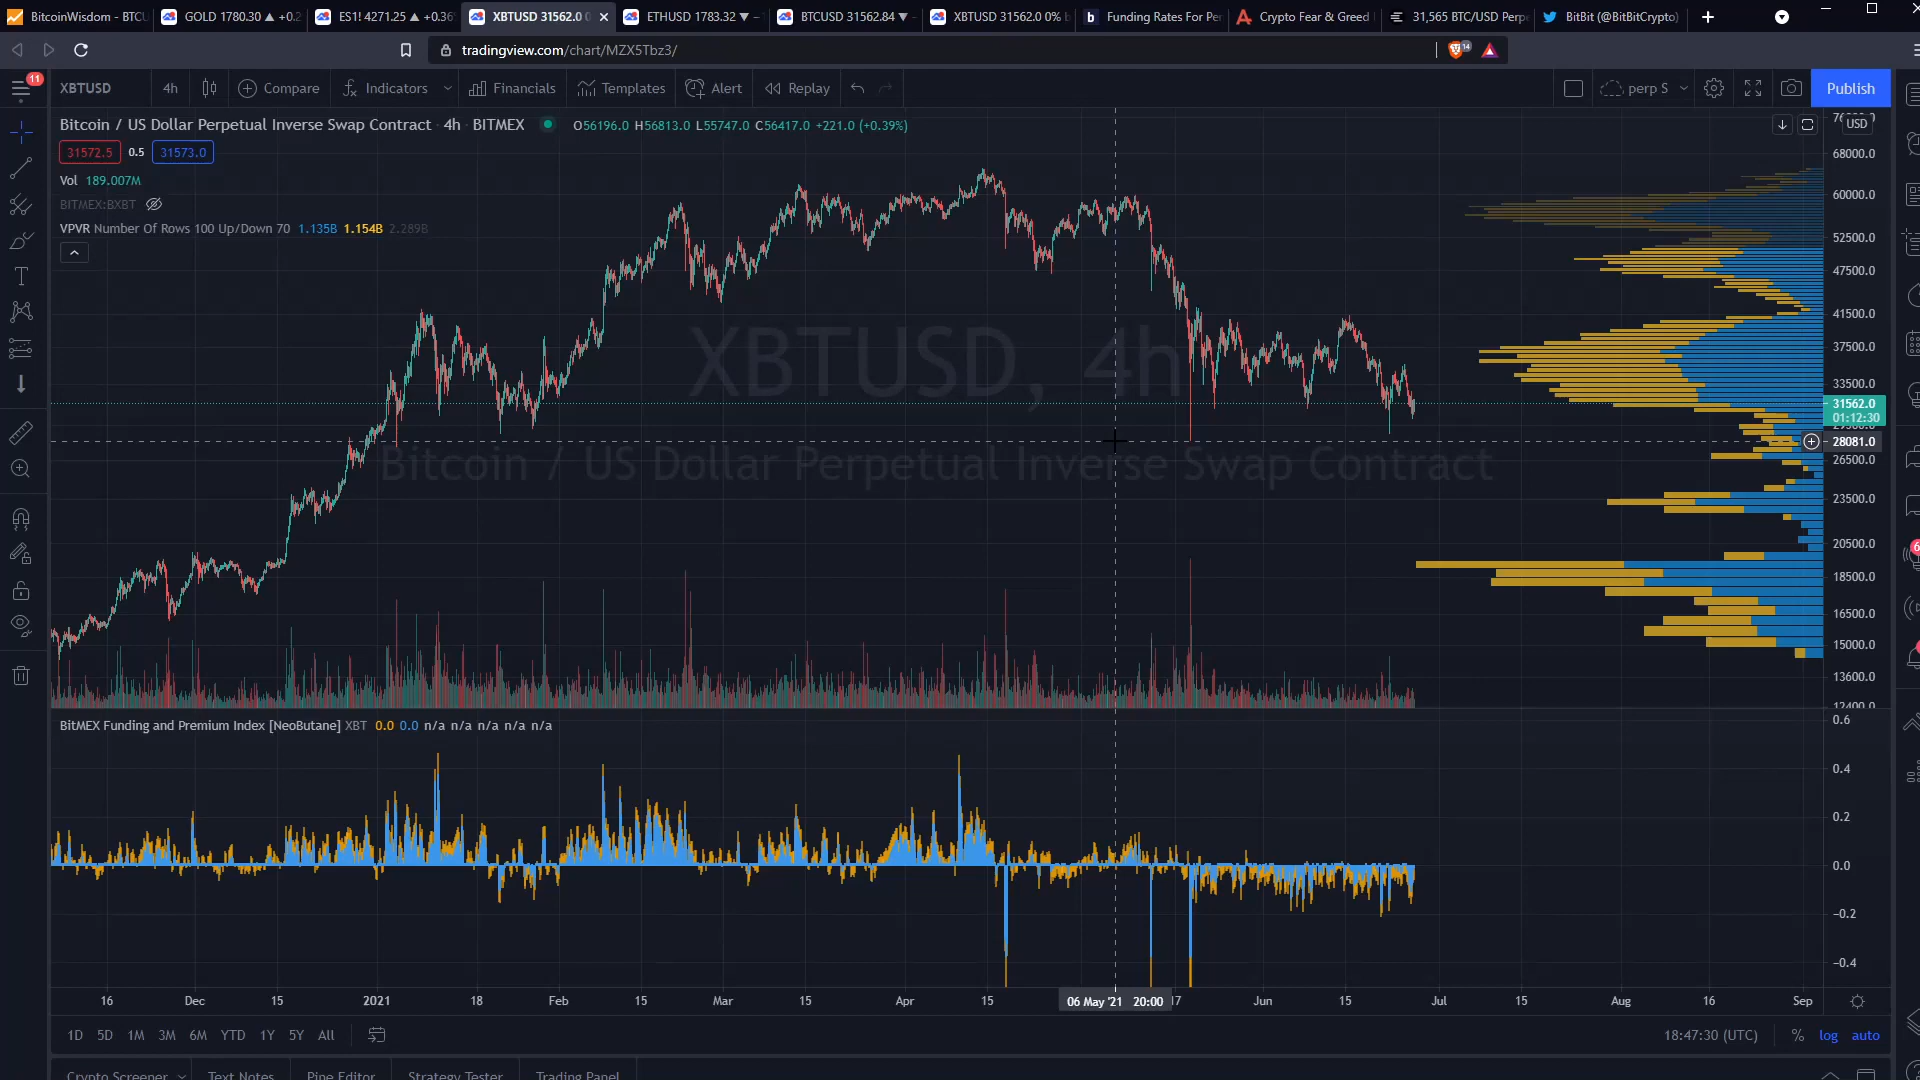 BitcoinWisdom - BTCU GOLD 1780.30 ▲ +0.2 ES1! 4271.25 ▲ +0.36 XBTUSD 31562.0 0 ETHUSD 1783.32 ▼ BTCUSD 31562.84 ▼ XBTUSD 31562.0 0% Funding Rates For Per Crypto Fear & Greed 31,565 BTC/USD Perpe BitBit (@BitBitCrypto)
tradingview.com/chart/MZX5Tbz3/ 14
11 XBTUSD 4h Compare Indicators Financials Templates Alert Replay perp S Publish
Bitcoin / US Dollar Perpetual Inverse Swap Contract · 4h · BITMEX O56196.0 H56813.0 L55747.0 C56417.0 +221.0 (+0.39%) USD
31572.5 0.5 31573.0
Vol 189.007M
BITMEX:BXBT
VPVR Number Of Rows 100 Up/Down 70 1.135B 1.154B 2.289B
68000.0
60000.0
52500.0
47500.0
41500.0
37500.0
33500.0
31562.0
01:12:30
28081.0
26500.0
23500.0
20500.0
18500.0
16500.0
15000.0
13600.0
12400.0
XBTUSD, 4h
Bitcoin / US Dollar Perpetual Inverse Swap Contract
BitMEX Funding and Premium Index [NeoButane] XBT 0.0 0.0 n/a n/a n/a n/a n/a
0.6
0.4
0.2
0.0
−0.2
−0.4
16 Dec 15 2021 18 Feb 15 Mar 15 Apr 15 06 May '21 20:00 17 Jun 15 Jul 15 Aug 16 Sep
1D 5D 1M 3M 6M YTD 1Y 5Y All 18:47:30 (UTC) % log auto
Crypto Screener Text Notes Pine Editor Strategy Tester Trading Panel